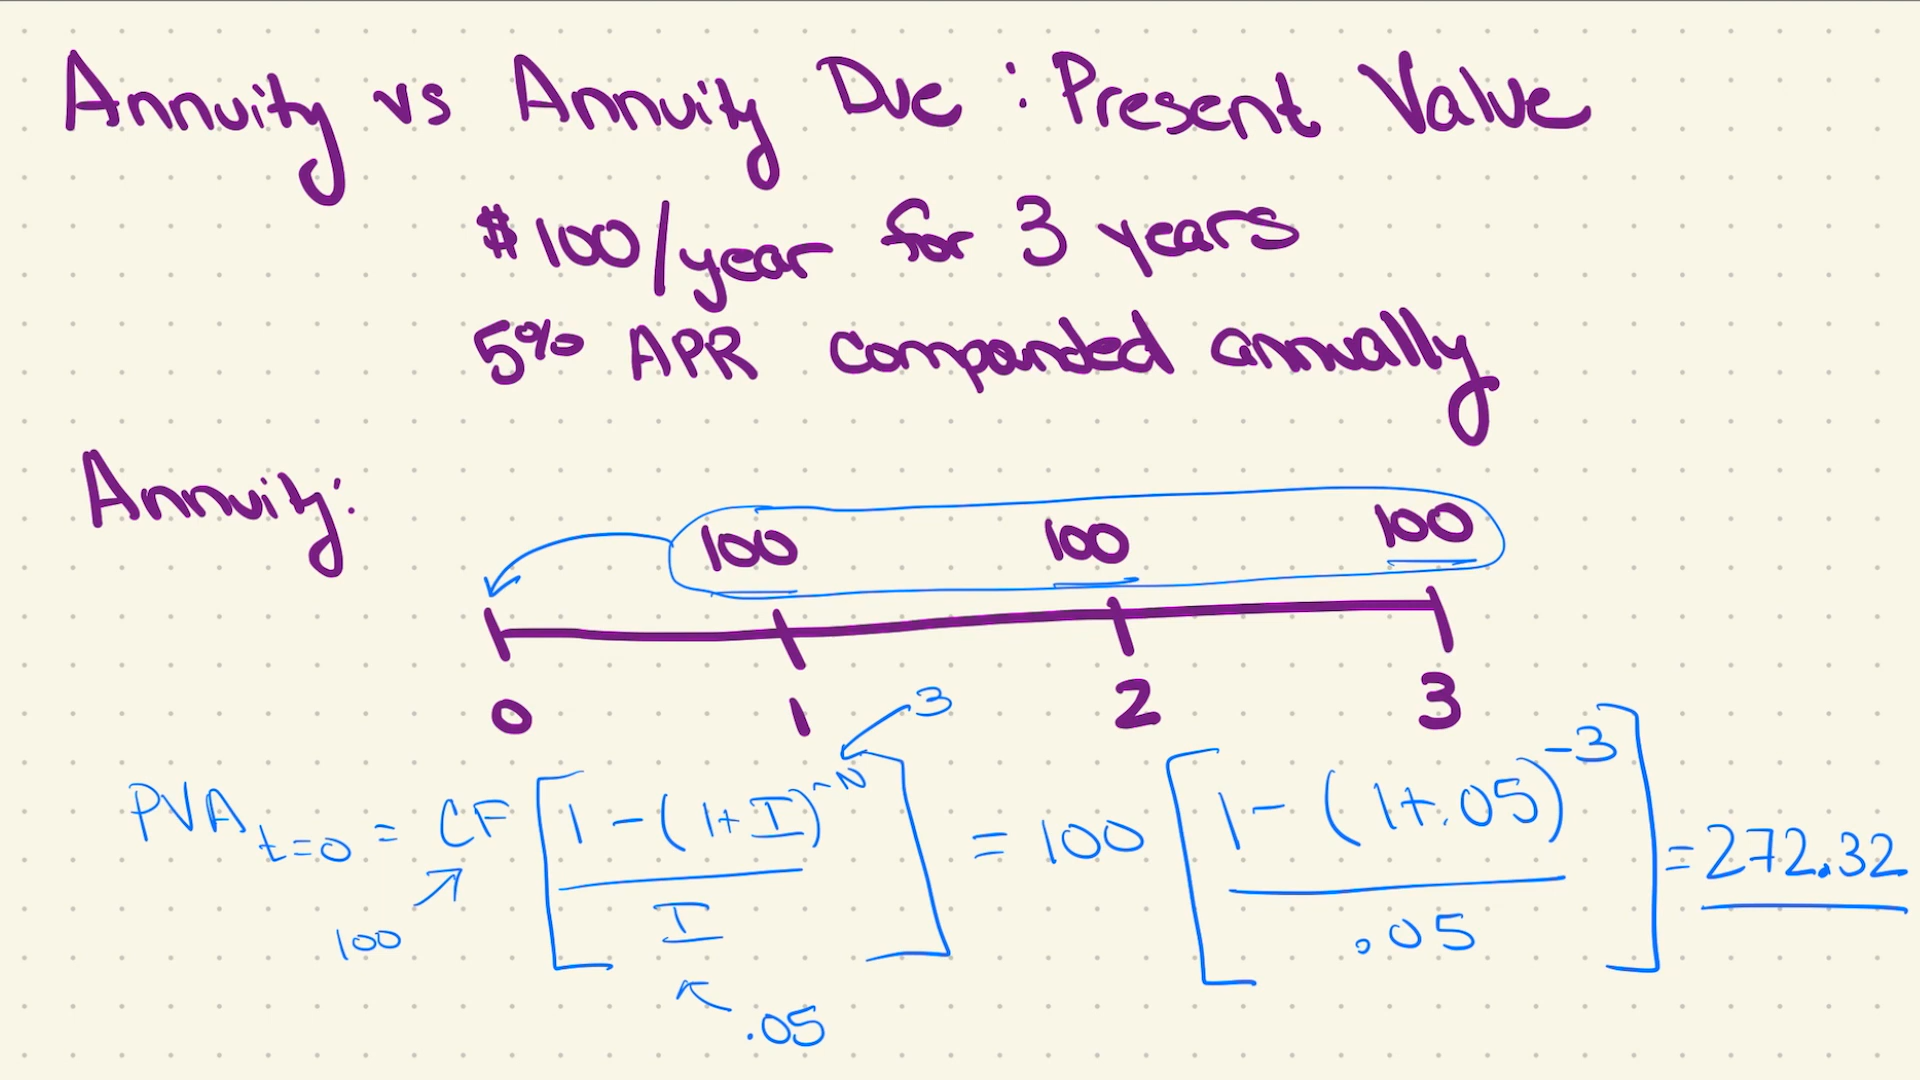 Annuity vs Annuity Due : Present Value
$100/year for 3 years
5% APR compounded annually
Annuity:
100 100 100
0 1 2 3
3
PVA t=0 = CF [ 1 - (1+I)^-N / I ] = 100 [ 1 - (1+.05)^-3 / .05 ] = 272.32
100
.05